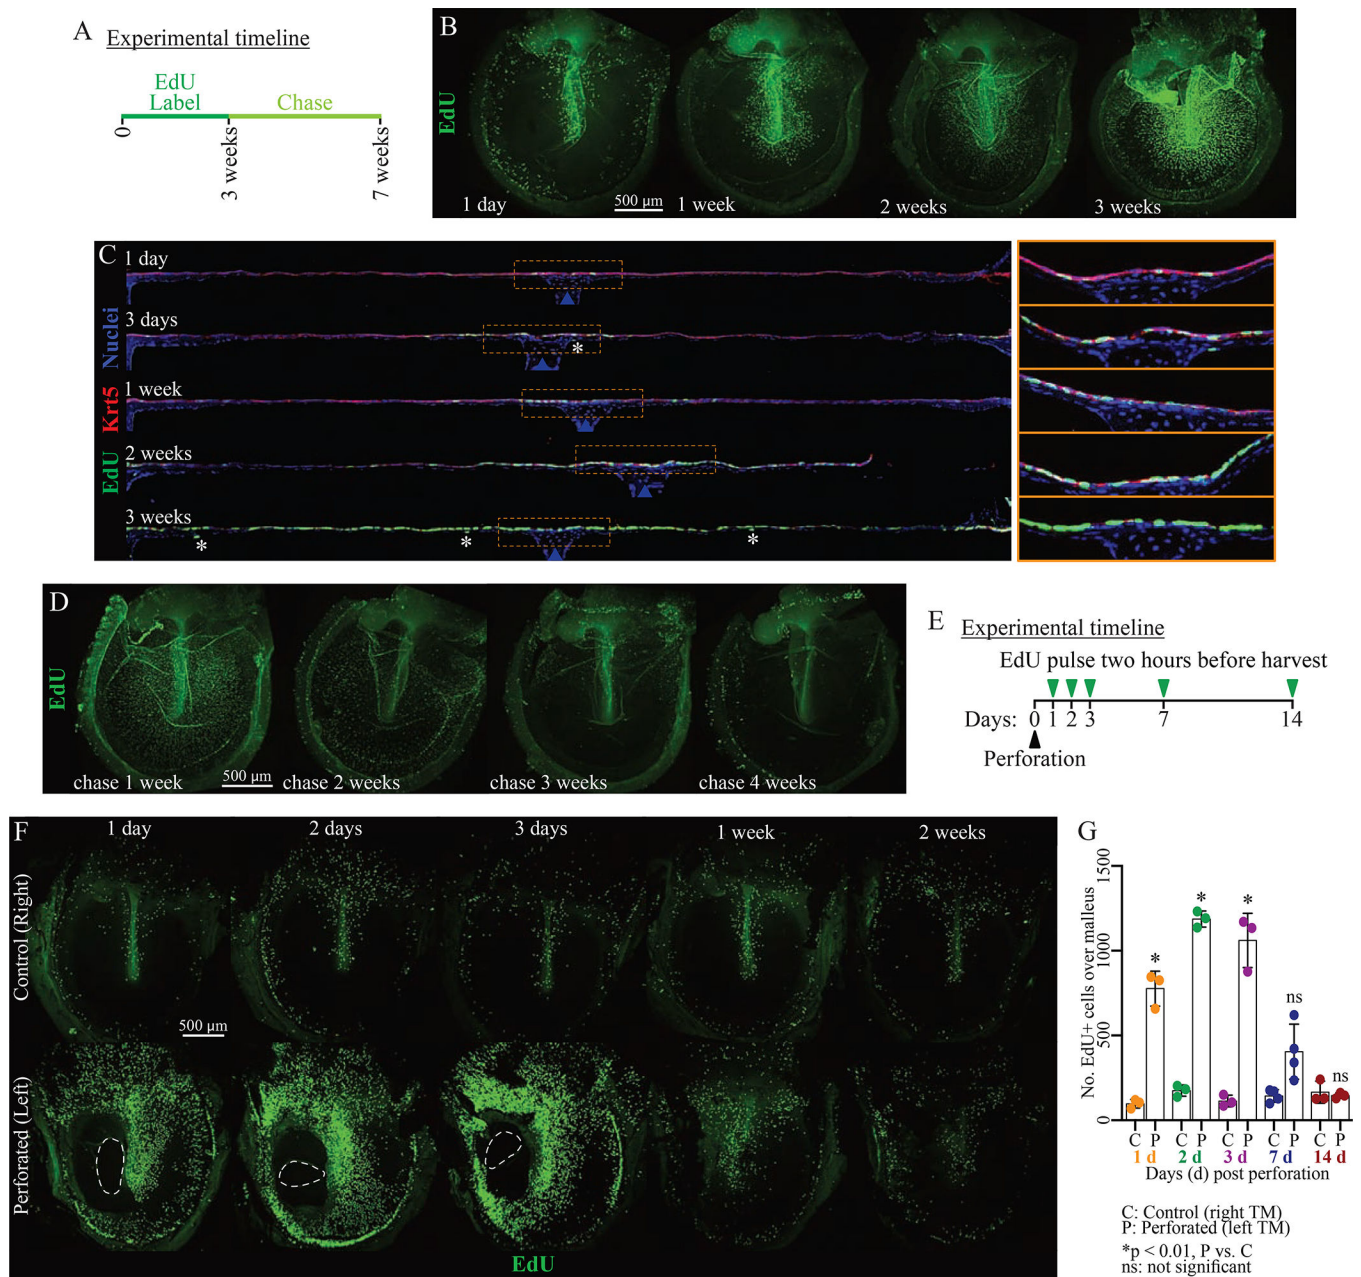 A
Experimental timeline
EdU
Label
Chase
0
3 weeks
7 weeks
B
EdU
1 day
500 µm
1 week
2 weeks
3 weeks
C
Nuclei
Krt5
EdU
1 day
3 days
*
1 week
2 weeks
3 weeks
*
*
*
D
EdU
chase 1 week
500 µm
chase 2 weeks
chase 3 weeks
chase 4 weeks
E
Experimental timeline
EdU pulse two hours before harvest
Days: 0 1 2 3 7 14
Perforation
F
1 day
2 days
3 days
1 week
2 weeks
Control (Right)
500 µm
Perforated (Left)
EdU
G
No. EdU+ cells over malleus
1500
1000
500
0
*
*
*
ns
ns
C P C P C P C P C P
1 d 2 d 3 d 7 d 14 d
Days (d) post perforation
C: Control (right TM)
P: Perforated (left TM)
*p < 0.01, P vs. C
ns: not significant